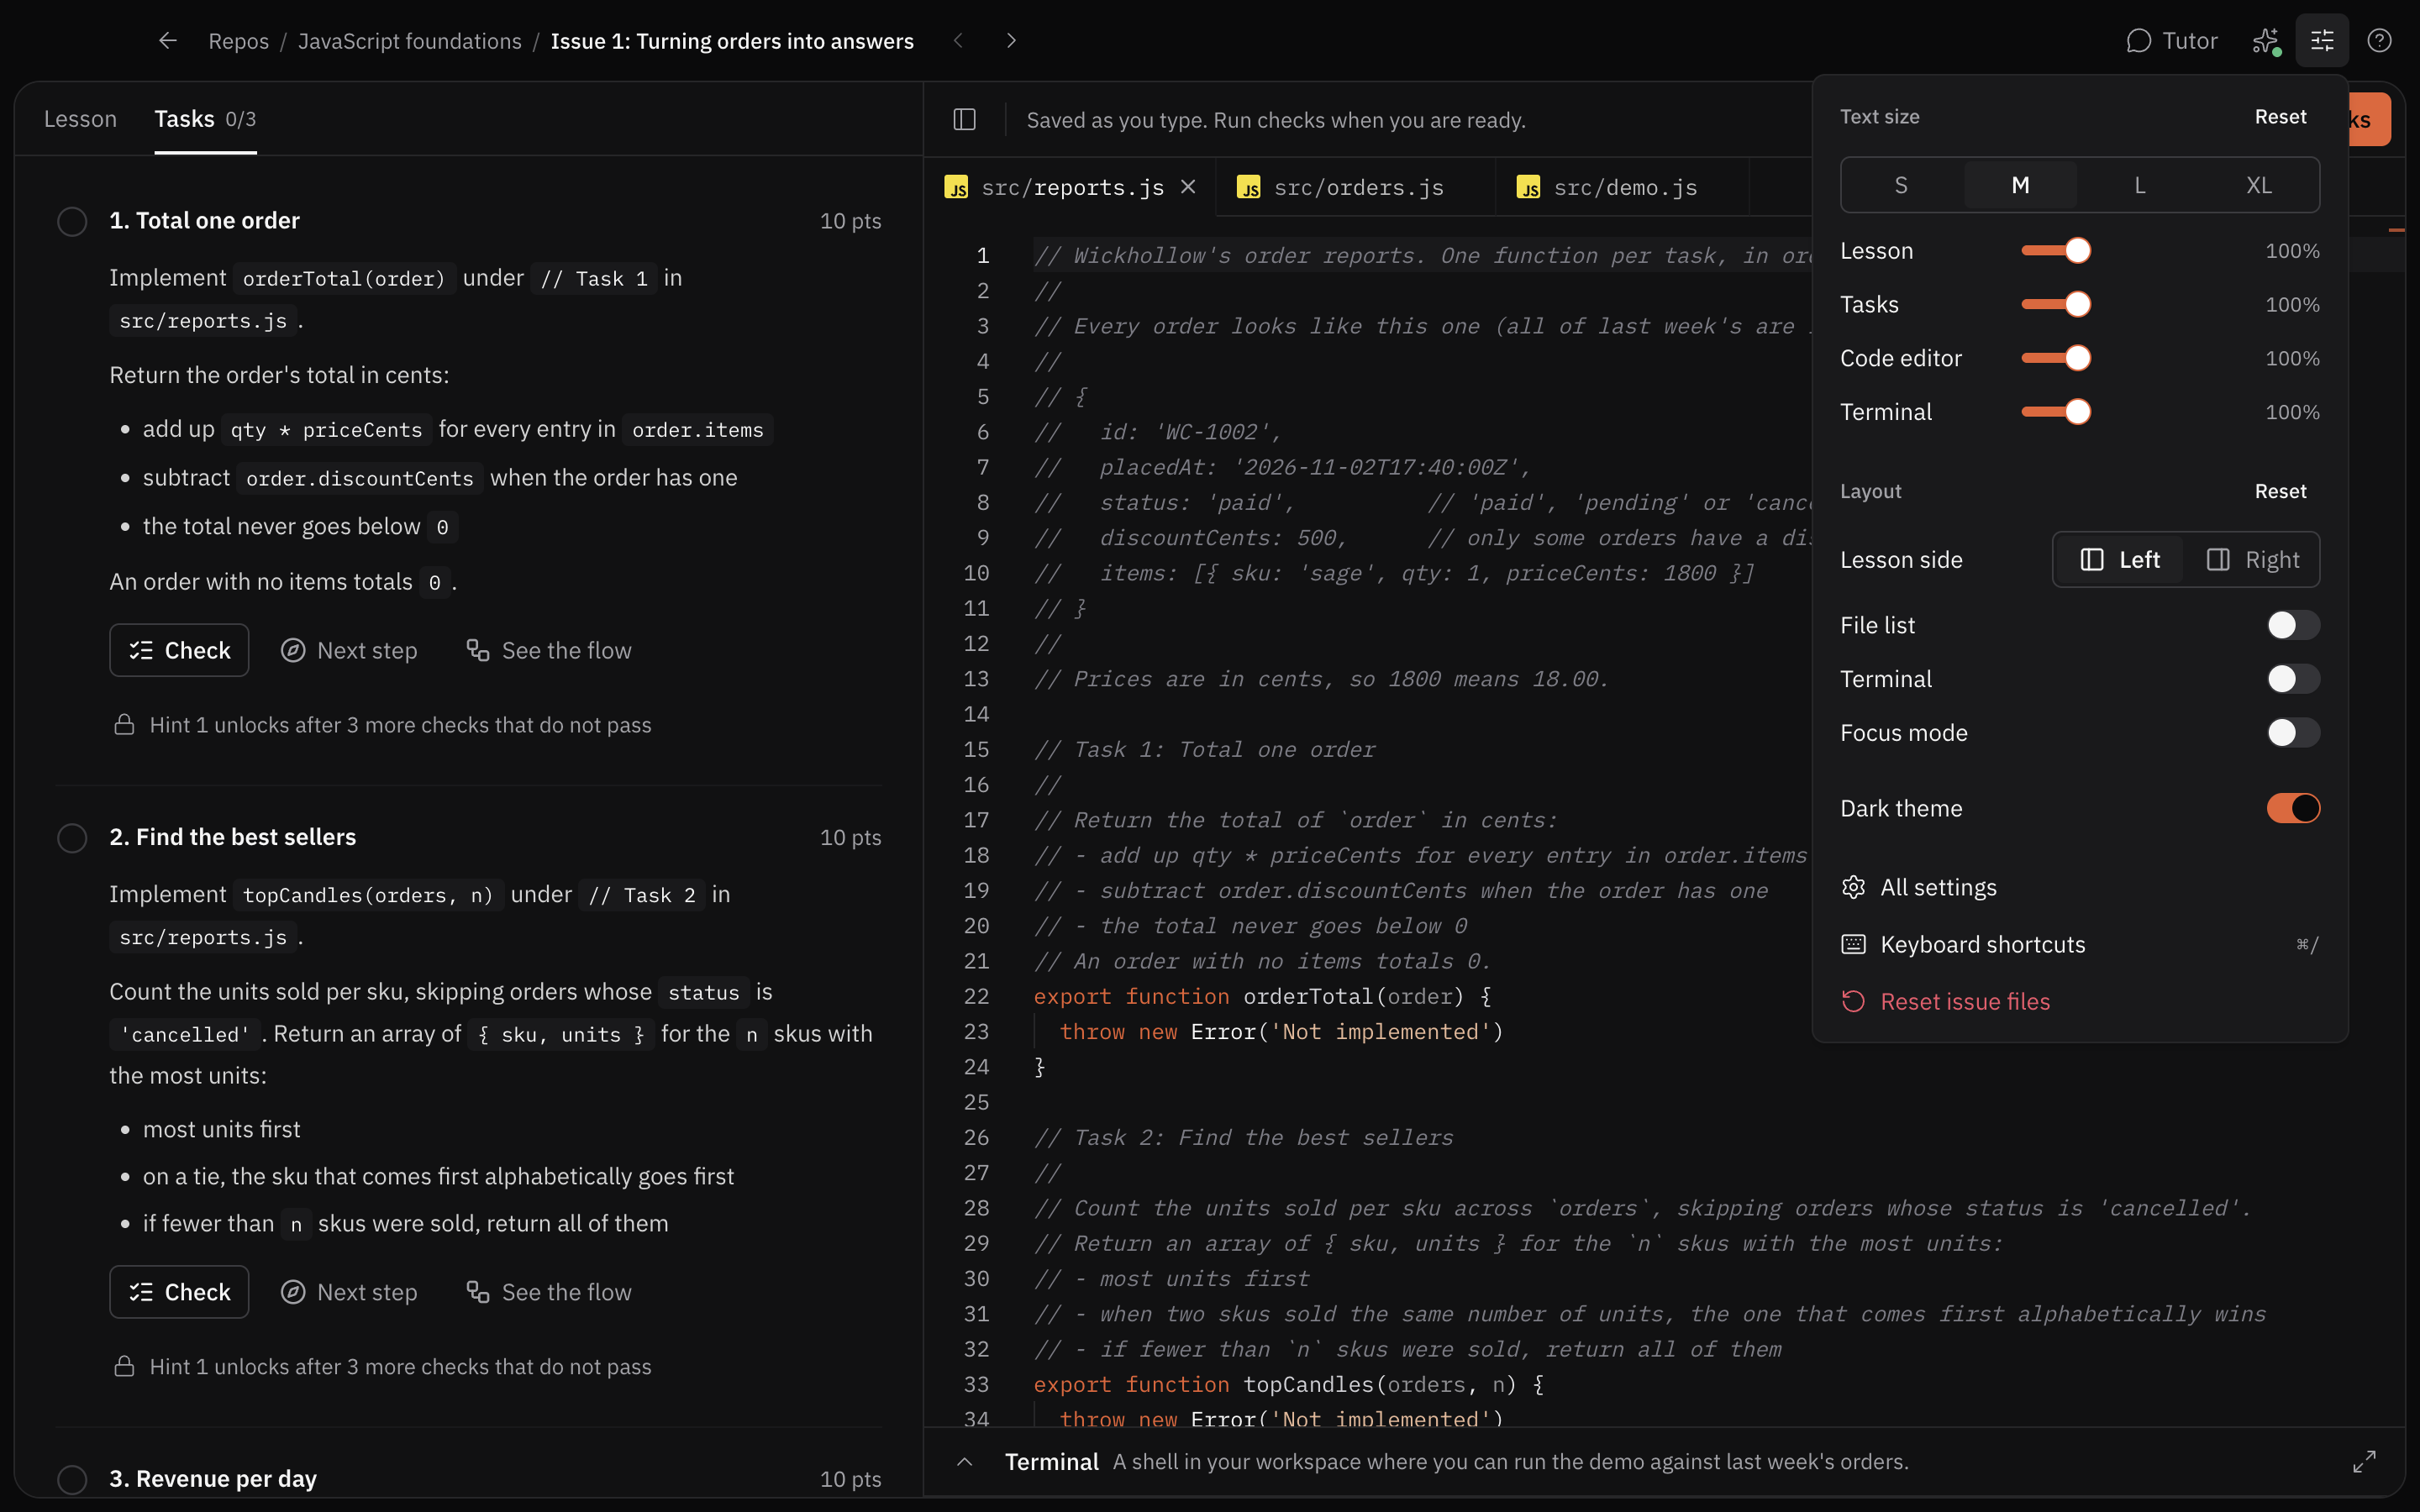 Repos / JavaScript foundations / Issue 1: Turning orders into answers
Tutor
Lesson
Tasks 0/3
1. Total one order 10 pts
Implement orderTotal(order) under // Task 1 in
src/reports.js.
Return the order's total in cents:
• add up qty * priceCents for every entry in order.items
• subtract order.discountCents when the order has one
• the total never goes below 0
An order with no items totals 0.
Check Next step See the flow
Hint 1 unlocks after 3 more checks that do not pass
2. Find the best sellers 10 pts
Implement topCandles(orders, n) under // Task 2 in
src/reports.js.
Count the units sold per sku, skipping orders whose status is
'cancelled'. Return an array of { sku, units } for the n skus with
the most units:
• most units first
• on a tie, the sku that comes first alphabetically goes first
• if fewer than n skus were sold, return all of them
Check Next step See the flow
Hint 1 unlocks after 3 more checks that do not pass
3. Revenue per day 10 pts
Saved as you type. Run checks when you are ready.
ks
JS src/reports.js
JS src/orders.js
JS src/demo.js
1 // Wickhollow's order reports. One function per task, in
2 //
3 // Every order looks like this one (all of last week's are
4 //
5 // {
6 //   id: 'WC-1002',
7 //   placedAt: '2026-11-02T17:40:00Z',
8 //   status: 'paid',          // 'paid', 'pending' or 'canc
9 //   discountCents: 500,      // only some orders have a di
10 //   items: [{ sku: 'sage', qty: 1, priceCents: 1800 }]
11 // }
12 //
13 // Prices are in cents, so 1800 means 18.00.
14
15 // Task 1: Total one order
16 //
17 // Return the total of `order` in cents:
18 // - add up qty * priceCents for every entry in order.items
19 // - subtract order.discountCents when the order has one
20 // - the total never goes below 0
21 // An order with no items totals 0.
22 export function orderTotal(order) {
23   throw new Error('Not implemented')
24 }
25
26 // Task 2: Find the best sellers
27 //
28 // Count the units sold per sku across `orders`, skipping orders whose status is 'cancelled'.
29 // Return an array of { sku, units } for the `n` skus with the most units:
30 // - most units first
31 // - when two skus sold the same number of units, the one that comes first alphabetically wins
32 // - if fewer than `n` skus were sold, return all of them
33 export function topCandles(orders, n) {
34   throw new Error('Not implemented')
Terminal A shell in your workspace where you can run the demo against last week's orders.
Text size Reset
S M L XL
Lesson 100%
Tasks 100%
Code editor 100%
Terminal 100%
Layout Reset
Lesson side Left Right
File list
Terminal
Focus mode
Dark theme
All settings
Keyboard shortcuts ⌘/
Reset issue files